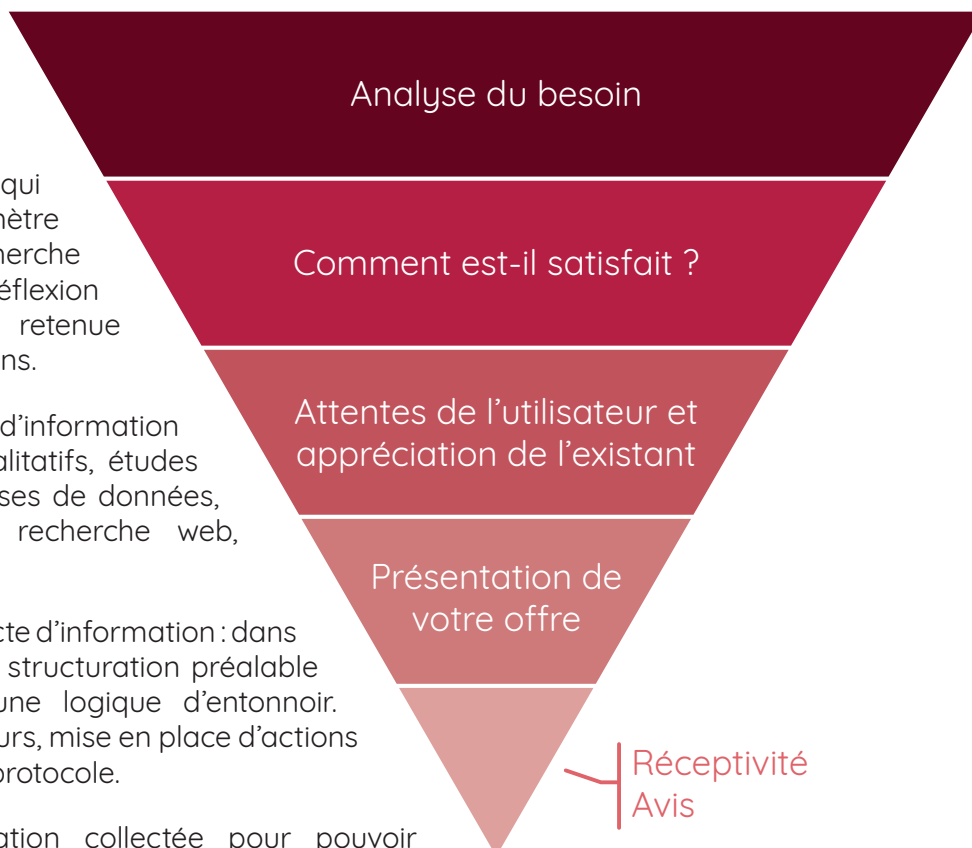 Analyse du besoin
Comment est-il satisfait ?
Attentes de l’utilisateur et
appréciation de l’existant
Présentation de
votre offre
Réceptivité
Avis
qui
herche
éflexion
retenue
ns.
d’information
alitatifs, études
ses de données,
recherche web,
cte d’information : dans
structuration préalable
une logique d’entonnoir.
urs, mise en place d’actions
protocole.
ation collectée pour pouvoir